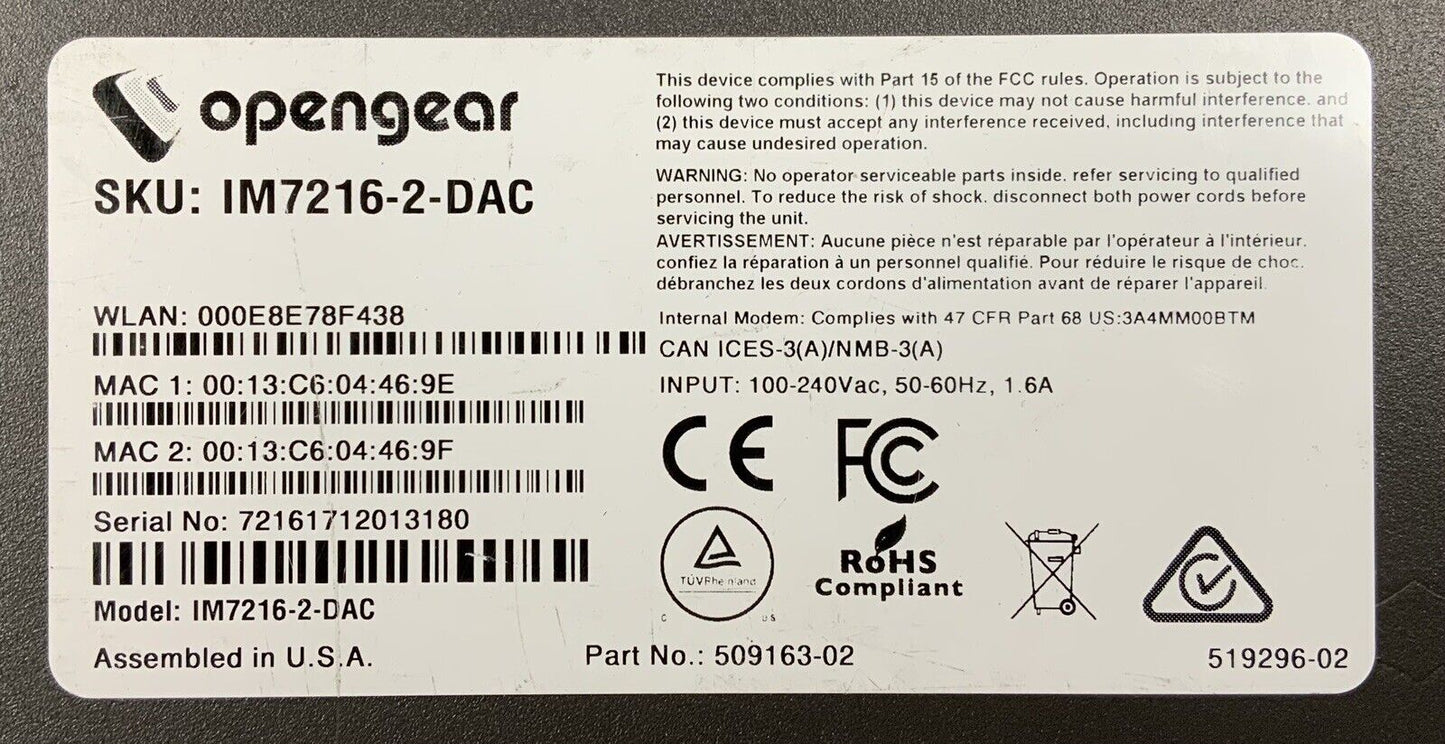 opengear
SKU: IM7216-2-DAC
WLAN: 000E8E78F438
MAC 1: 00:13:C6:04:46:9E
MAC 2: 00:13:C6:04:46:9F
Serial No: 72161712013180
Model: IM7216-2-DAC
Assembled in U.S.A.
This device complies with Part 15 of the FCC rules. Operation is subject to the
following two conditions: (1) this device may not cause harmful interference. and
(2) this device must accept any interference received, including interference that
may cause undesired operation.
WARNING: No operator serviceable parts inside. refer servicing to qualified
personnel. To reduce the risk of shock. disconnect both power cords before
servicing the unit.
AVERTISSEMENT: Aucune pièce n'est réparable par l'opérateur à l'intérieur.
confiez la réparation à un personnel qualifié. Pour réduire le risque de choc.
débranchez les deux cordons d'alimentation avant de réparer l'appareil.
Internal Modem: Complies with 47 CFR Part 68 US:3A4MM00BTM
CAN ICES-3(A)/NMB-3(A)
INPUT: 100-240Vac, 50-60Hz, 1.6A
CE FCC
TÜVRheinland
C US
RoHS
Compliant
Part No.: 509163-02
519296-02